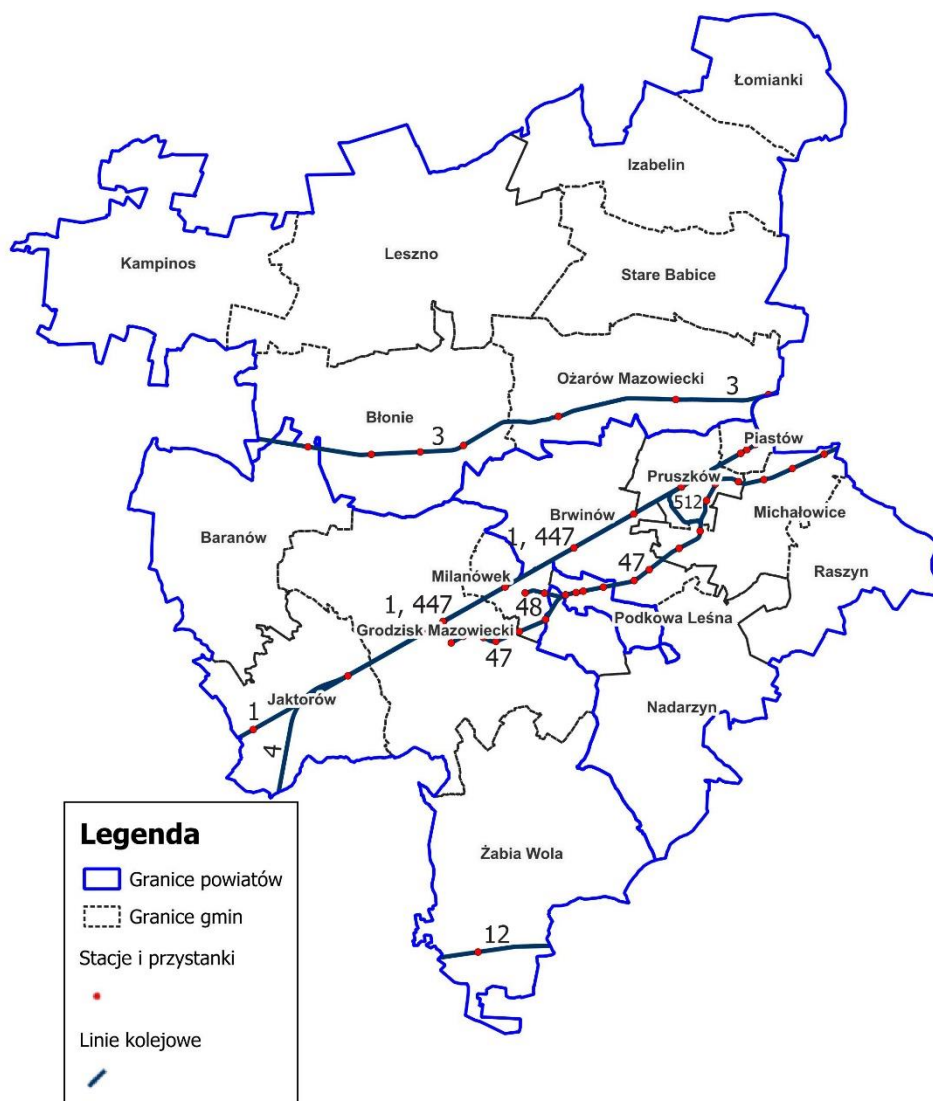 Łomianki
Izabelin
Leszno
Kampinos
Stare Babice
Ożarów Mazowiecki
3
Błonie
3
Piastów
Pruszków
512
Michałowice
Brwinów
Baranów
1, 447
47
Milanówek
Raszyn
1, 447
48
Podkowa Leśna
Grodzisk Mazowiecki
47
Jaktorów
Nadarzyn
1
4
Legenda
Granice powiatów
Granice gmin
Stacje i przystanki
Linie kolejowe
Żabia Wola
12